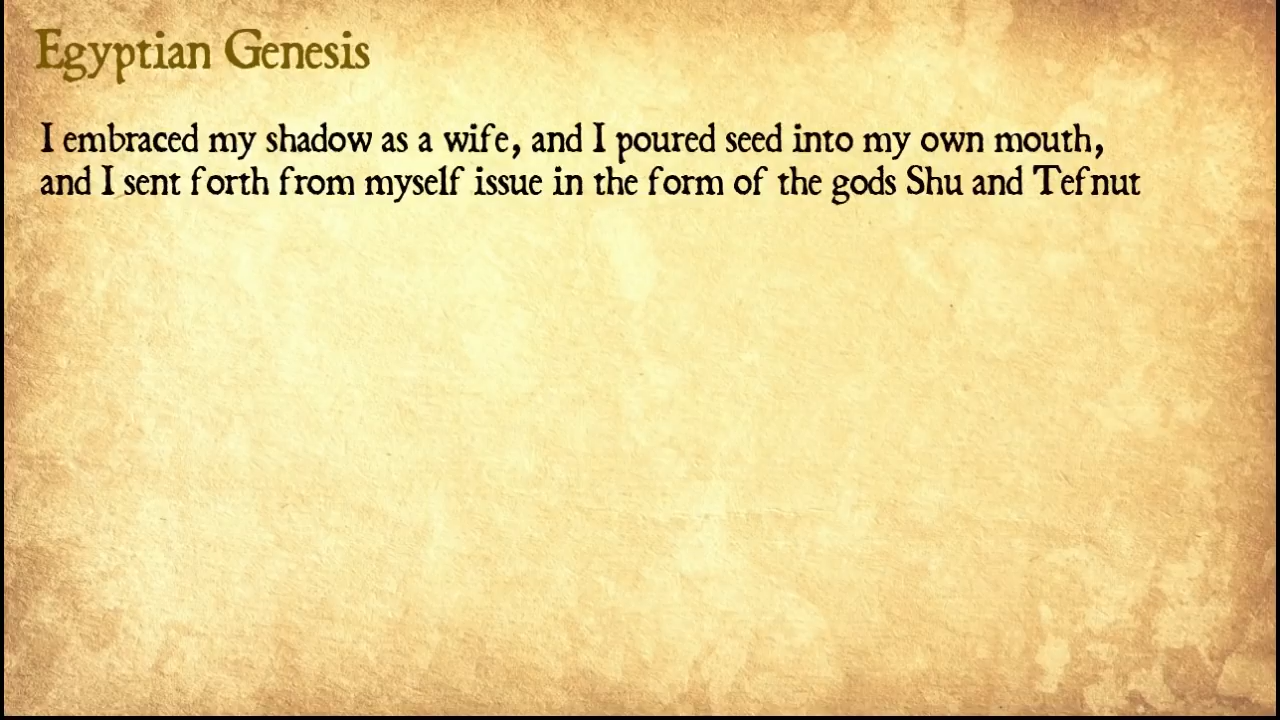 Egyptian Genesis
I embraced my shadow as a wife, and I poured seed into my own mouth,
and I sent forth from myself issue in the form of the gods Shu and Tefnut